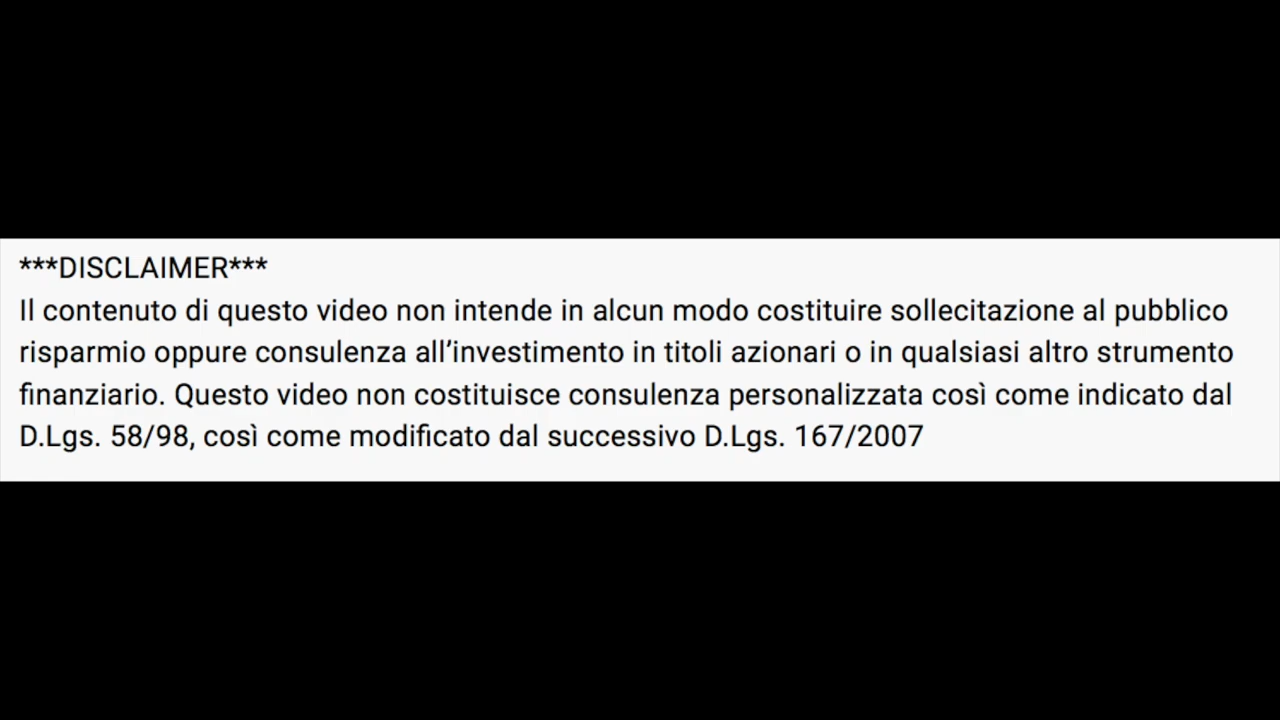 ***DISCLAIMER***
Il contenuto di questo video non intende in alcun modo costituire sollecitazione al pubblico
risparmio oppure consulenza all’investimento in titoli azionari o in qualsiasi altro strumento
finanziario. Questo video non costituisce consulenza personalizzata così come indicato dal
D.Lgs. 58/98, così come modificato dal successivo D.Lgs. 167/2007